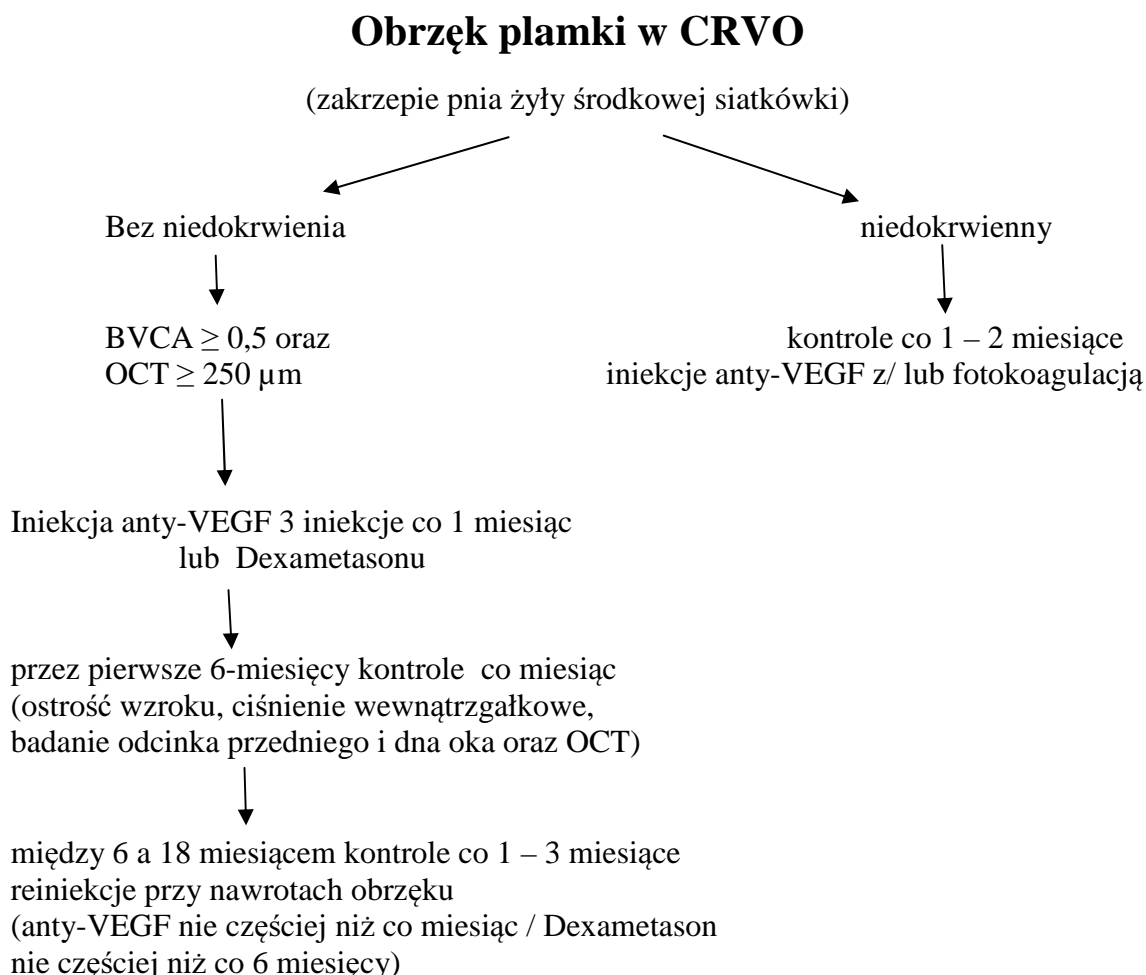 Obrzęk plamki w CRVO
(zakrzepie pnia żyły środkowej siatkówki)
Bez niedokrwienia
niedokrwienny
BVCA ≥ 0,5 oraz
OCT ≥ 250 µm
kontrole co 1 – 2 miesiące
iniekcje anty-VEGF z/ lub fotokoagulacją
Iniekcja anty-VEGF 3 iniekcje co 1 miesiąc
lub Dexametasonu
przez pierwsze 6-miesięcy kontrole co miesiąc
(ostrość wzroku, ciśnienie wewnątrzgałkowe,
badanie odcinka przedniego i dna oka oraz OCT)
między 6 a 18 miesiącem kontrole co 1 – 3 miesiące
reiniekcje przy nawrotach obrzęku
(anty-VEGF nie częściej niż co miesiąc / Dexametason
nie częściej niż co 6 miesięcy)